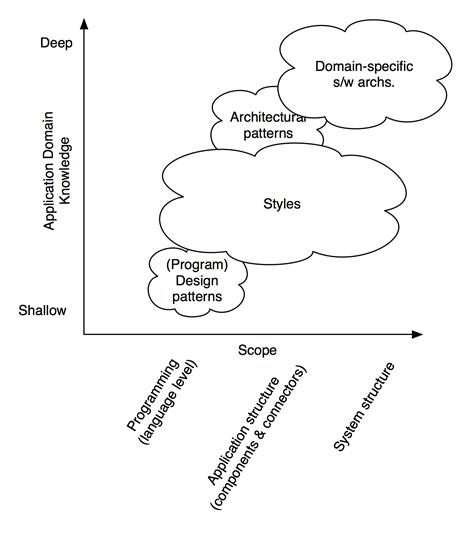 Deep
Domain-specific
s/w archs.
Architectural
patterns
Application Domain
Knowledge
Styles
(Program)
Design
patterns
Shallow
Scope
Programming
(language level)
Application structure
(components & connectors)
System structure